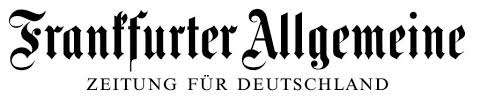 Frankfurter Allgemeine
ZEITUNG FÜR DEUTSCHLAND